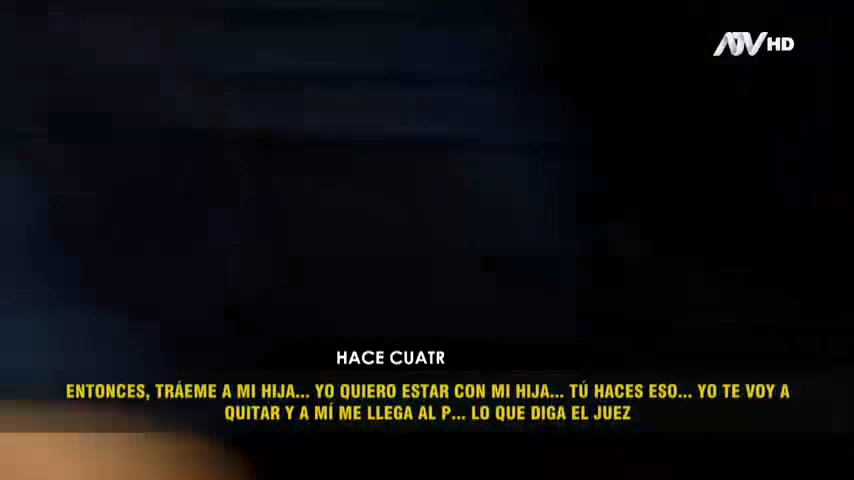 ATV HD
HACE CUATR
ENTONCES, TRÁEME A MI HIJA... YO QUIERO ESTAR CON MI HIJA... TÚ HACES ESO... YO TE VOY A
QUITAR Y A MÍ ME LLEGA AL P... LO QUE DIGA EL JUEZ